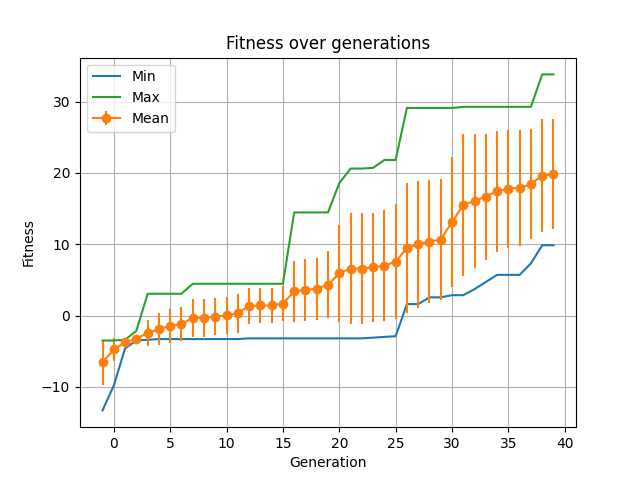 Fitness over generations
Min
Max
Mean
Fitness
30
20
10
0
−10
0 5 10 15 20 25 30 35 40
Generation